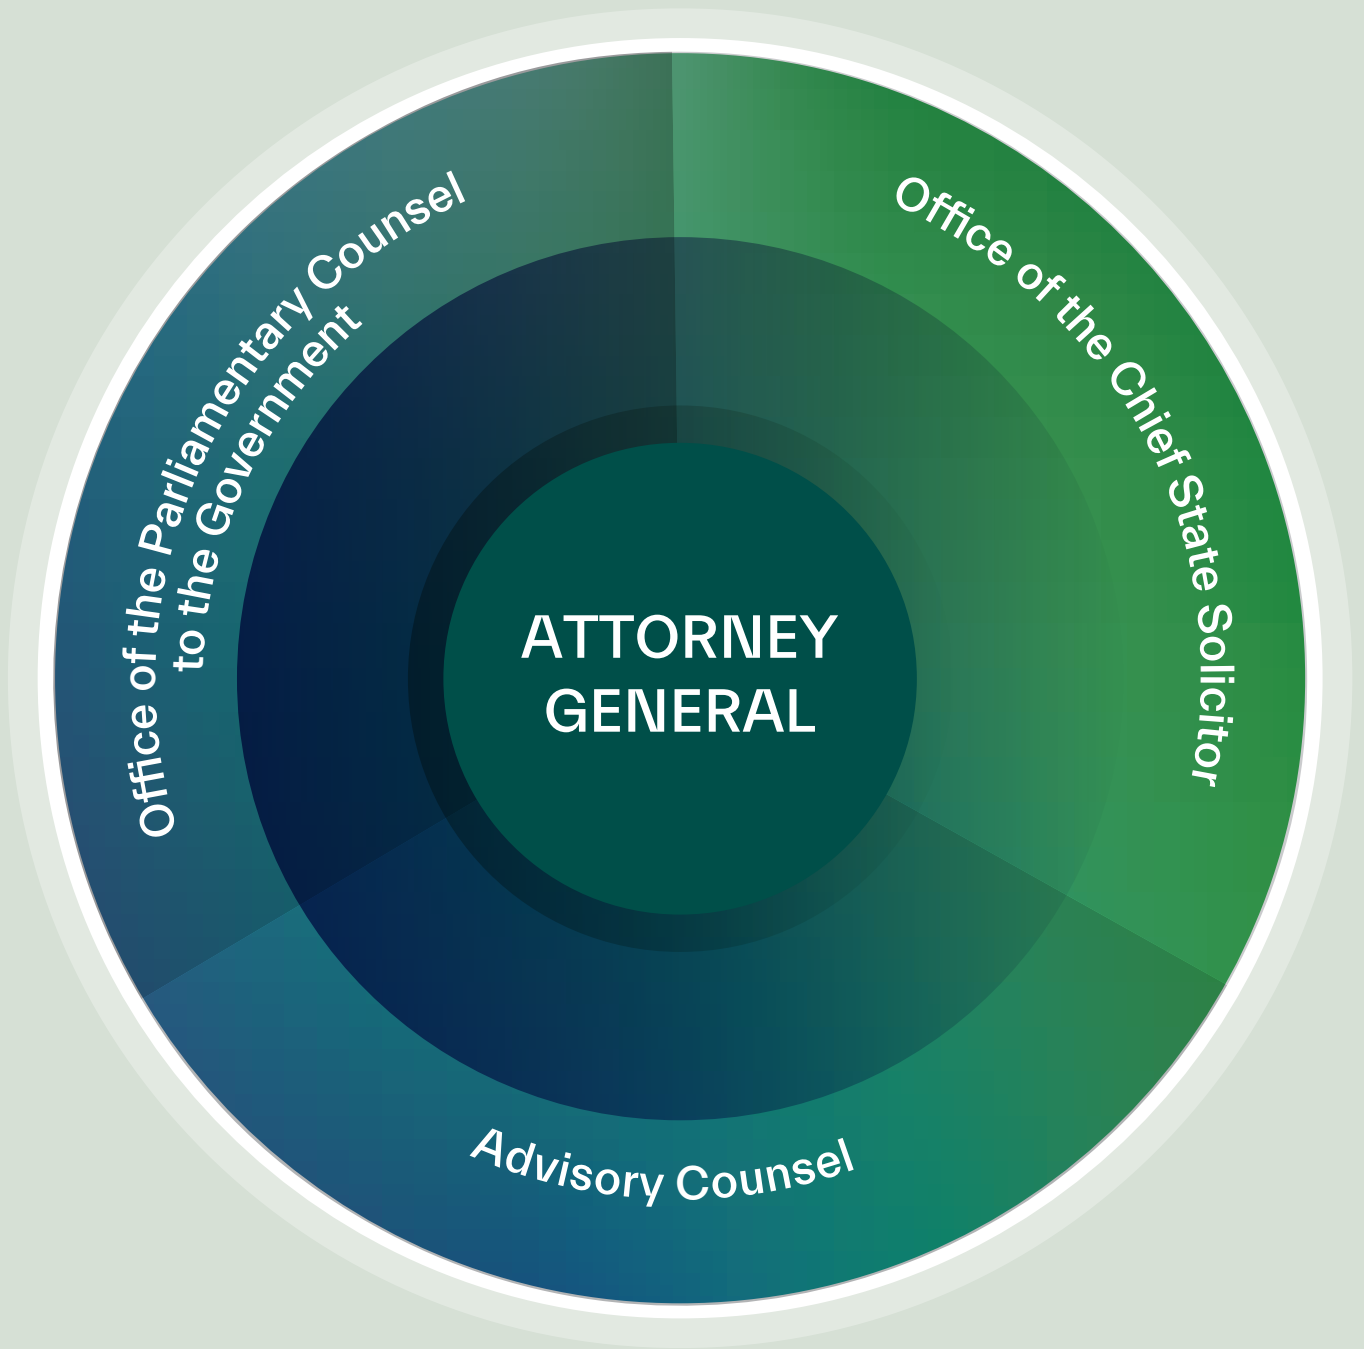 Office of the Parliamentary Counsel
to the Government
Office of the Chief State Solicitor
ATTORNEY
GENERAL
Advisory Counsel